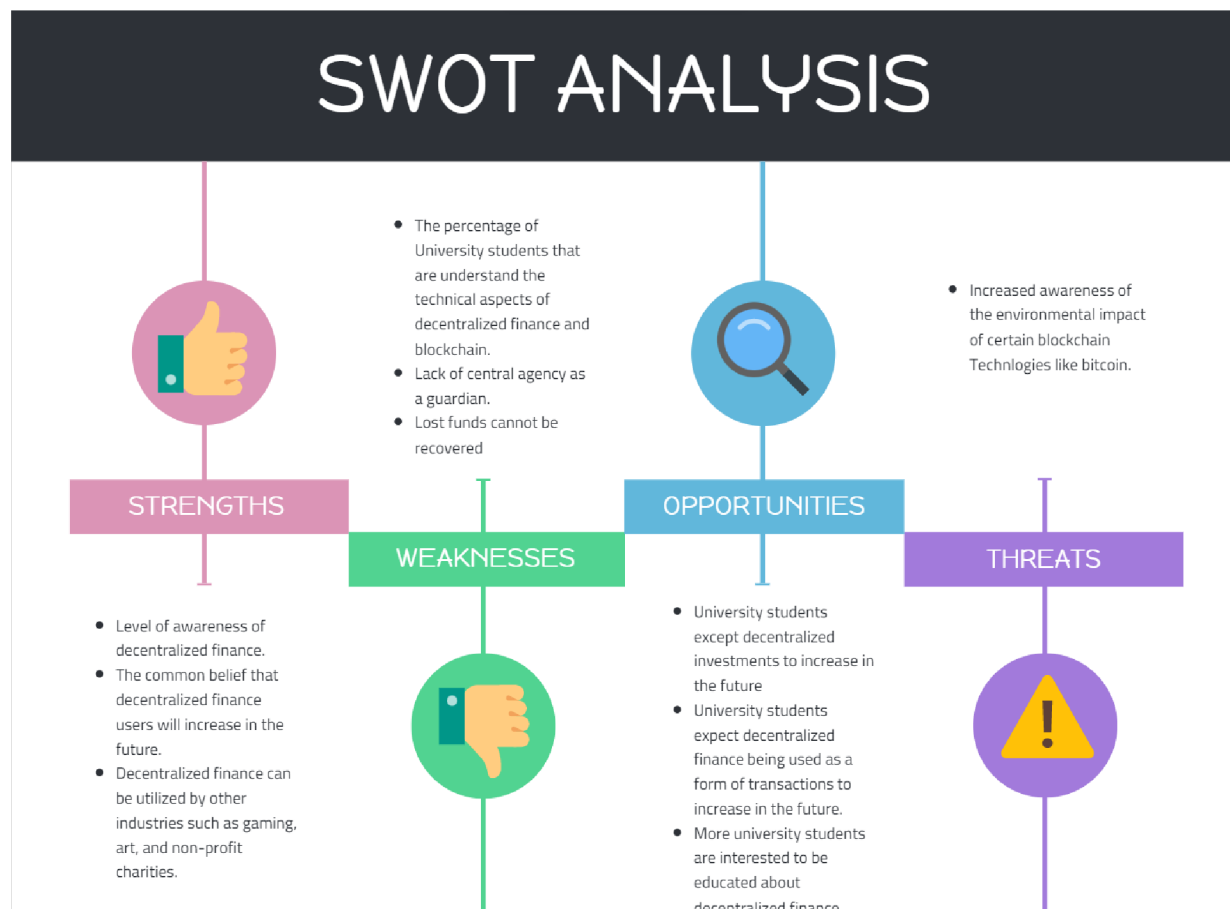 SWOT ANALYSIS
STRENGTHS
• Level of awareness of
decentralized finance.
• The common belief that
decentralized finance
users will increase in the
future.
• Decentralized finance can
be utilized by other
industries such as gaming,
art, and non-profit
charities.
• The percentage of
University students that
are understand the
technical aspects of
decentralized finance and
blockchain.
• Lack of central agency as
a guardian.
• Lost funds cannot be
recovered
WEAKNESSES
OPPORTUNITIES
• University students
except decentralized
investments to increase in
the future
• University students
expect decentralized
finance being used as a
form of transactions to
increase in the future.
• More university students
are interested to be
educated about
decentralized finance
• Increased awareness of
the environmental impact
of certain blockchain
Technlogies like bitcoin.
THREATS